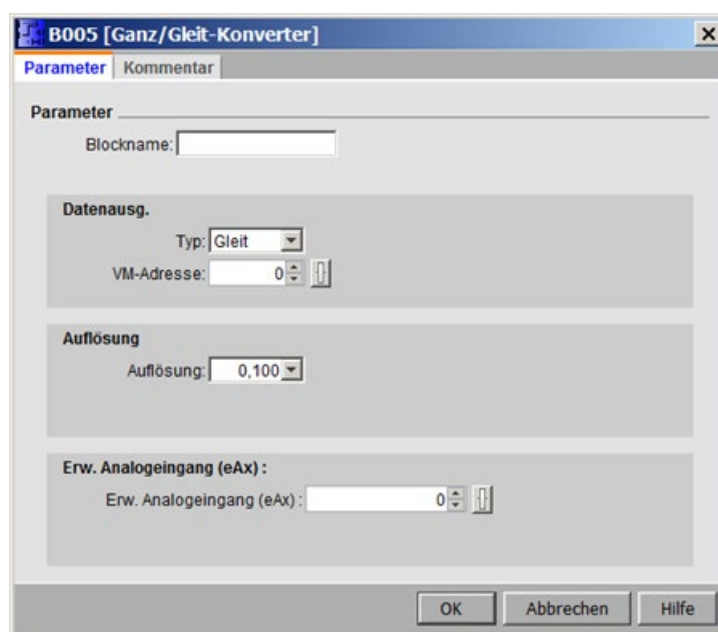 B005 [Ganz/Gleit-Konverter]
Parameter Kommentar
Parameter
Blockname:
Datenausg.
Typ: Gleit
VM-Adresse: 0
Auflösung
Auflösung: 0,100
Erw. Analogeingang (eAx) :
Erw. Analogeingang (eAx) : 0
OK Abbrechen Hilfe